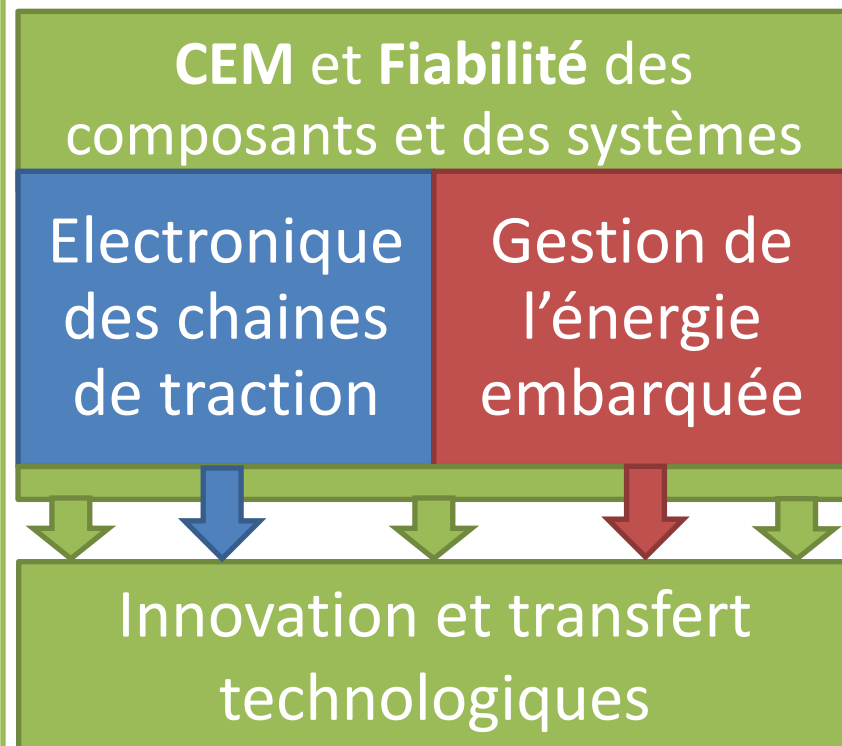 CEM et Fiabilité des
composants et des systèmes
Electronique
des chaines
de traction
Gestion de
l’énergie
embarquée
Innovation et transfert
technologiques